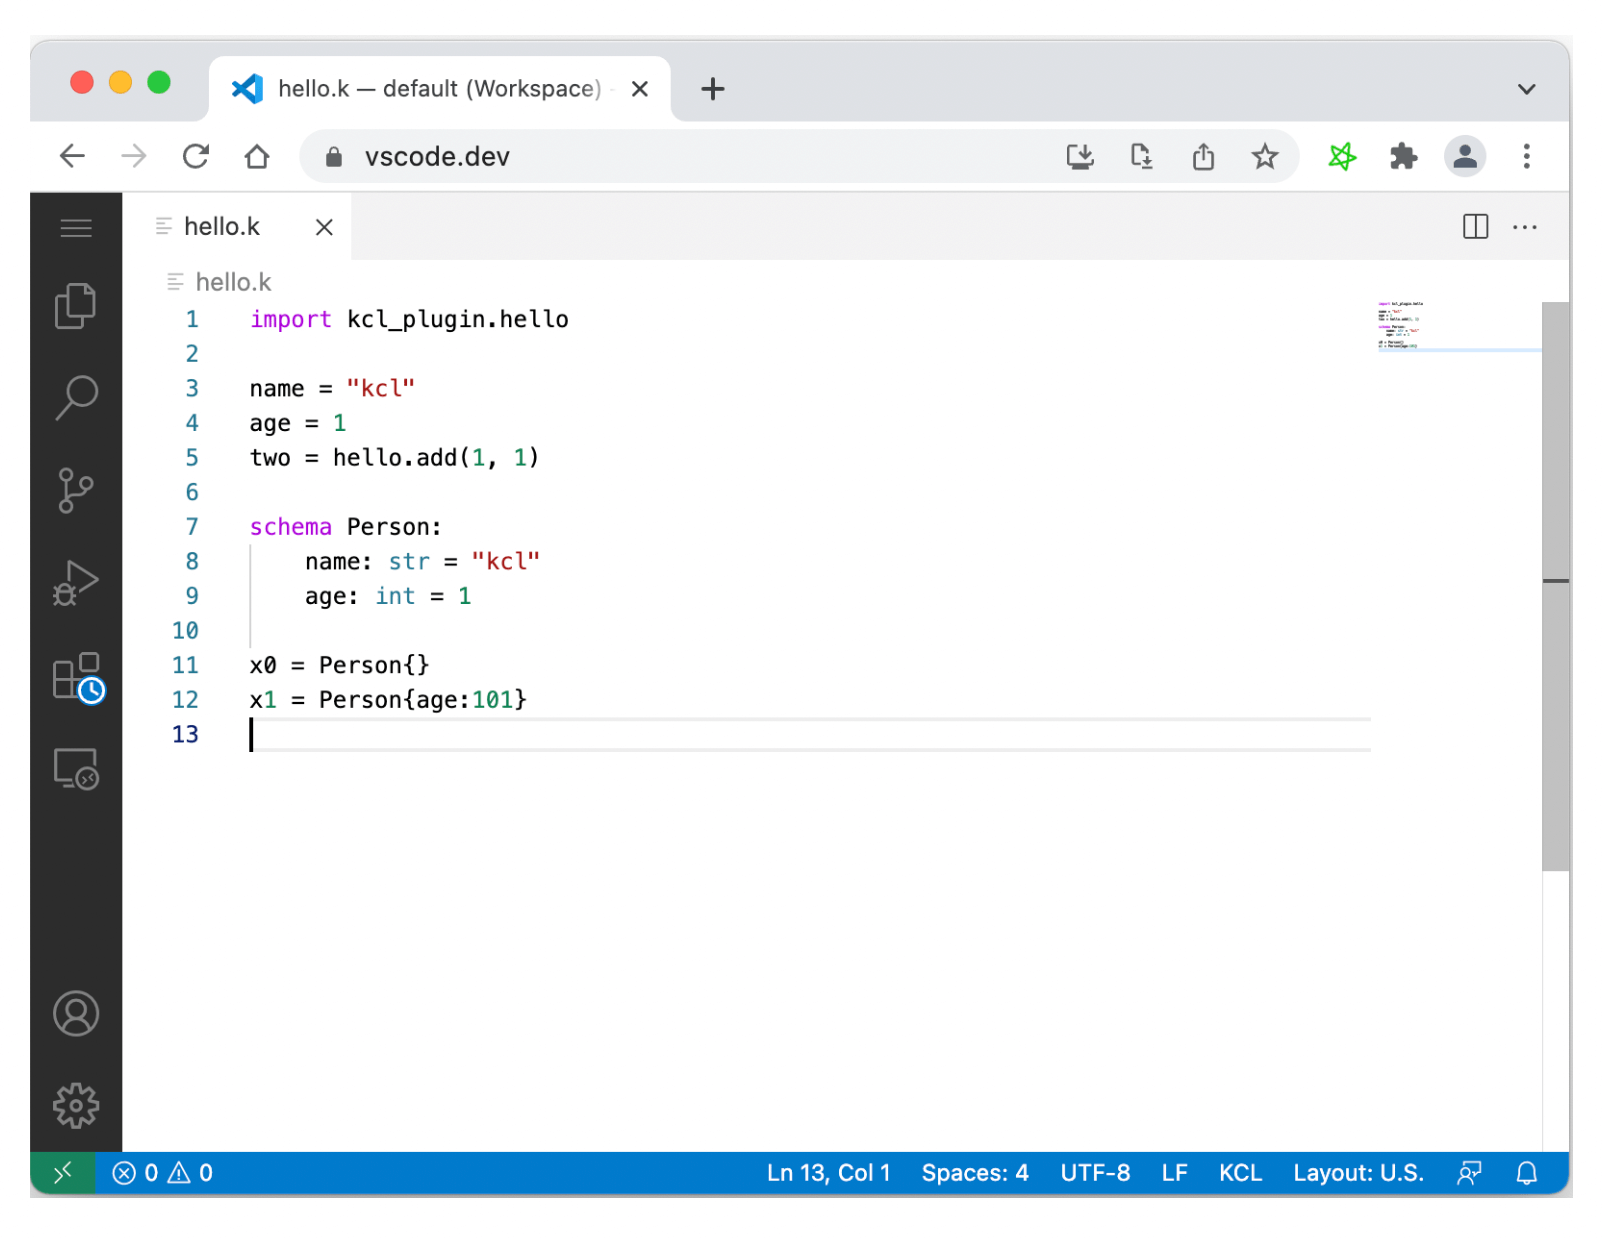 hello.k — default (Workspace)
vscode.dev
hello.k
hello.k
1 import kcl_plugin.hello
2
3 name = "kcl"
4 age = 1
5 two = hello.add(1, 1)
6
7 schema Person:
8     name: str = "kcl"
9     age: int = 1
10
11 x0 = Person{}
12 x1 = Person{age:101}
13
0 0 Ln 13, Col 1 Spaces: 4 UTF-8 LF KCL Layout: U.S.